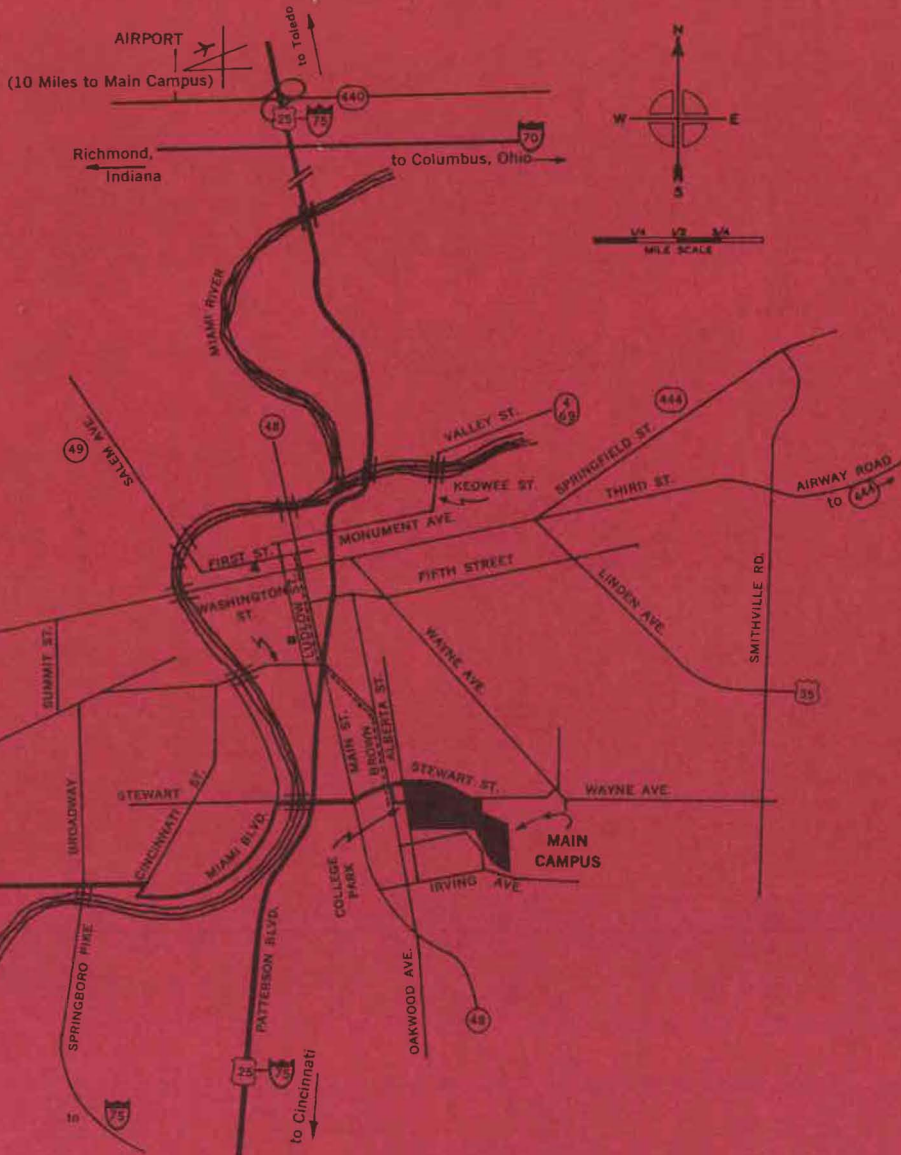 to Toledo
AIRPORT
(10 Miles to Main Campus)
440
25
75
70
Richmond,
Indiana
to Columbus, Ohio
N
W
E
S
1/4 1/2 3/4
MILE SCALE
MIAMI RIVER
49
SALEM AVE
48
VALLEY ST.
4
69
444
SPRINGFIELD ST.
KEOWEE ST.
THIRD ST.
AIRWAY ROAD
to 444
MONUMENT AVE.
FIRST ST.
FIFTH STREET
WASHINGTON
ST.
LUDLOW ST.
LINDEN AVE.
SMITHVILLE RD.
SUMMIT ST.
WAYNE AVE.
35
MAIN ST.
BROWN
ALBERTA ST.
STEWART
STEWART ST.
WAYNE AVE.
BROADWAY
CINCINNATI ST.
MIAMI BLVD.
COLLEGE
PARK
MAIN
CAMPUS
IRVING AVE.
SPRINGBORO PIKE
PATTERSON BLVD.
OAKWOOD AVE.
48
25
75
to Cincinnati
to 75